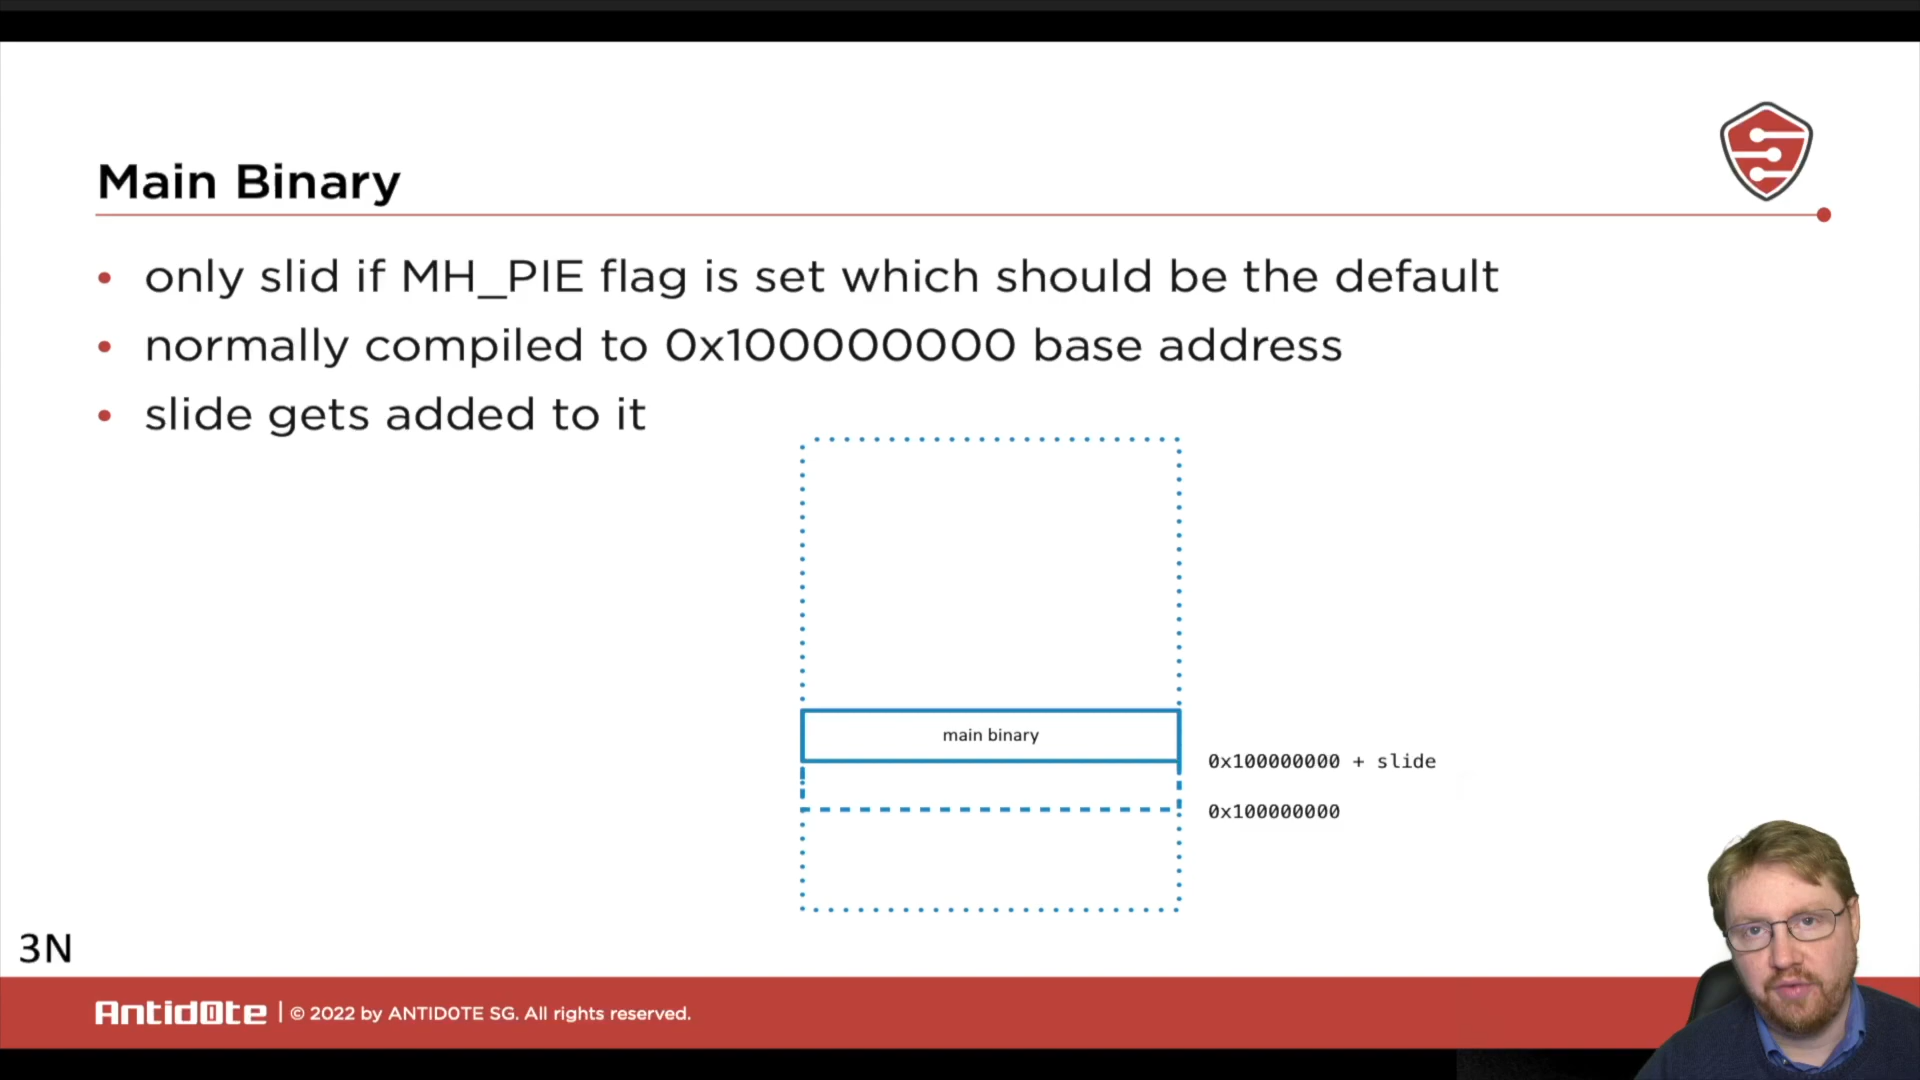 Main Binary
• only slid if MH_PIE flag is set which should be the default
• normally compiled to 0x100000000 base address
• slide gets added to it
main binary
0x100000000 + slide
0x100000000
3N
Antid0te | © 2022 by ANTID0TE SG. All rights reserved.